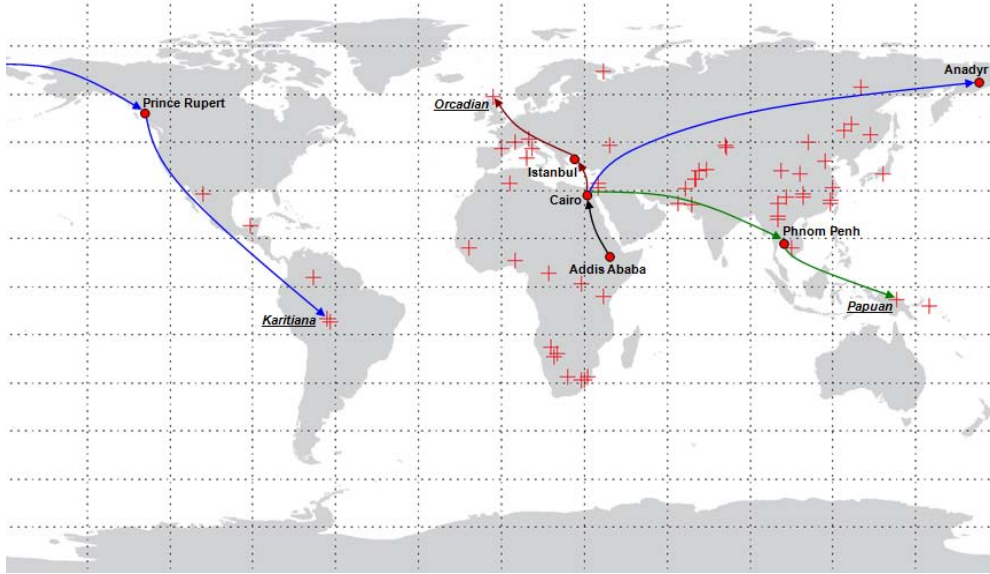 Anadyr
Prince Rupert
Orcadian
Istanbul
Cairo
Phnom Penh
Addis Ababa
Papuan
Karitiana